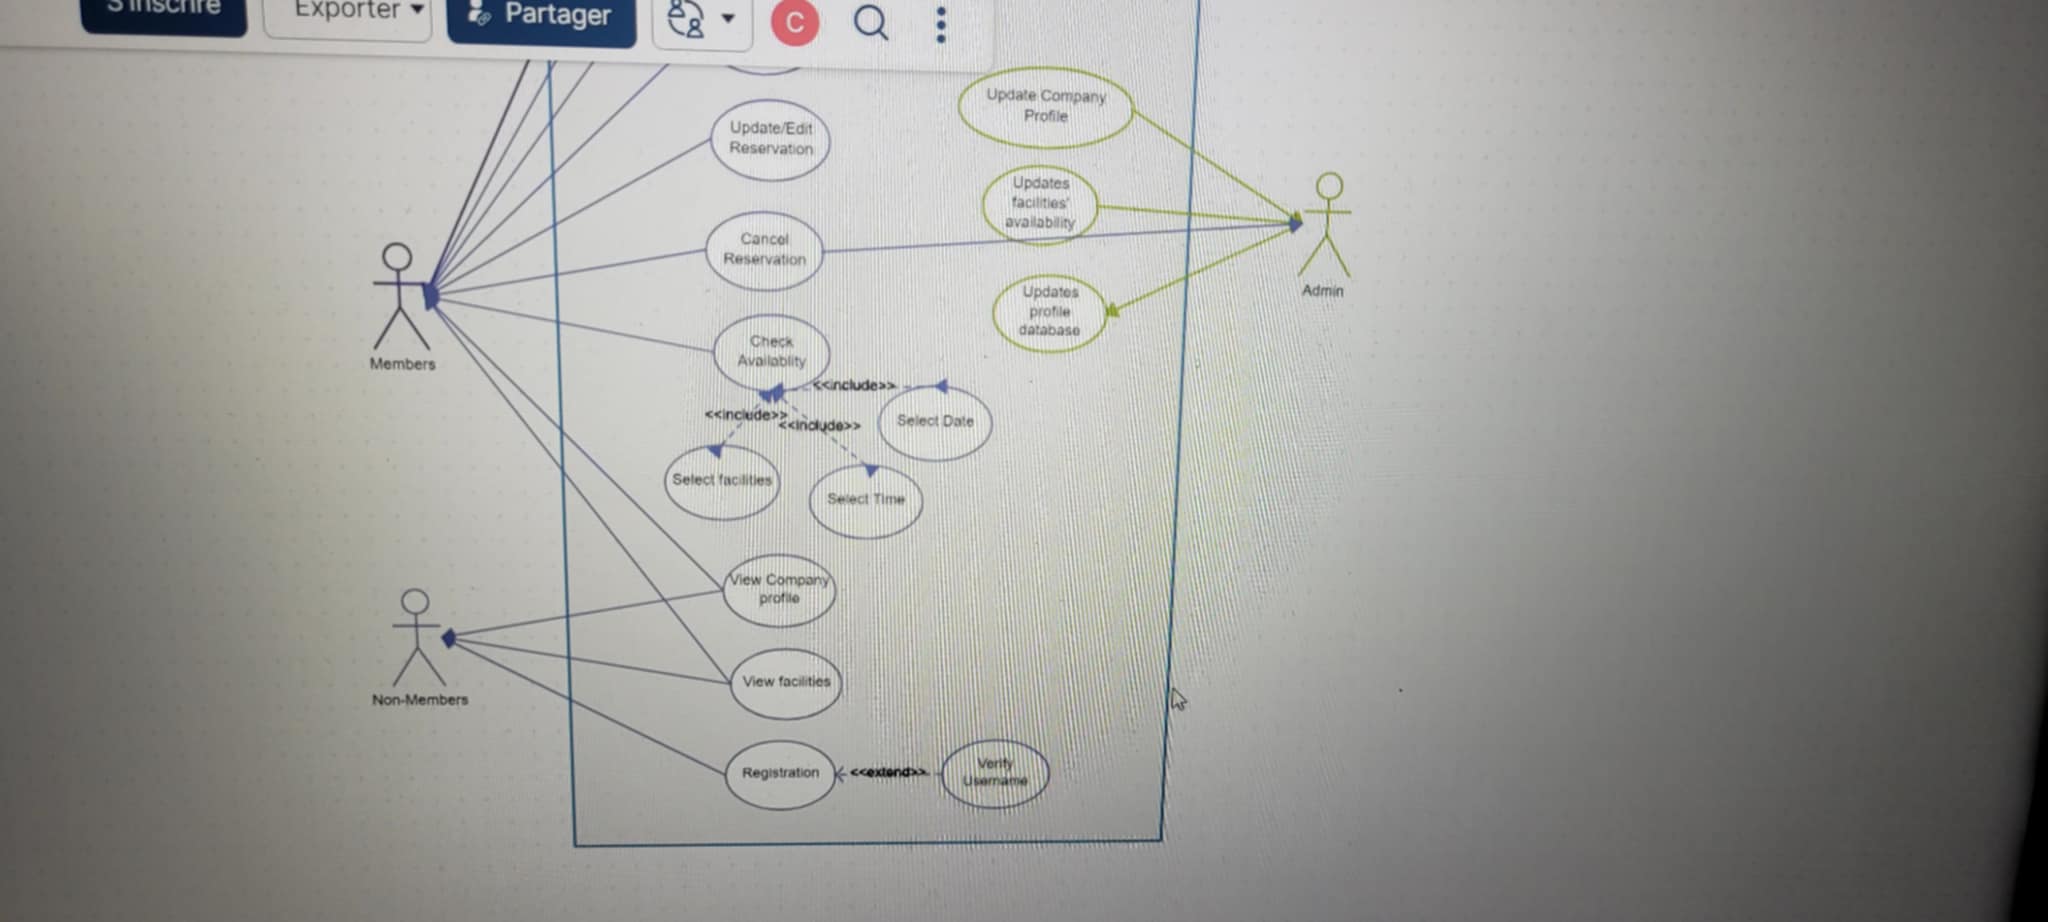 S'inscrire
Exporter
Partager
C
Update Company
Profile
Update/Edit
Reservation
Updates
facilities'
availability
Cancel
Reservation
Updates
profile
database
Admin
Members
Check
Availablity
<<include>>
<<include>>
<<include>>
Select Date
Select facilities
Select Time
View Company
profile
Non-Members
View facilities
Registration
<<extend>>
Verify
Username